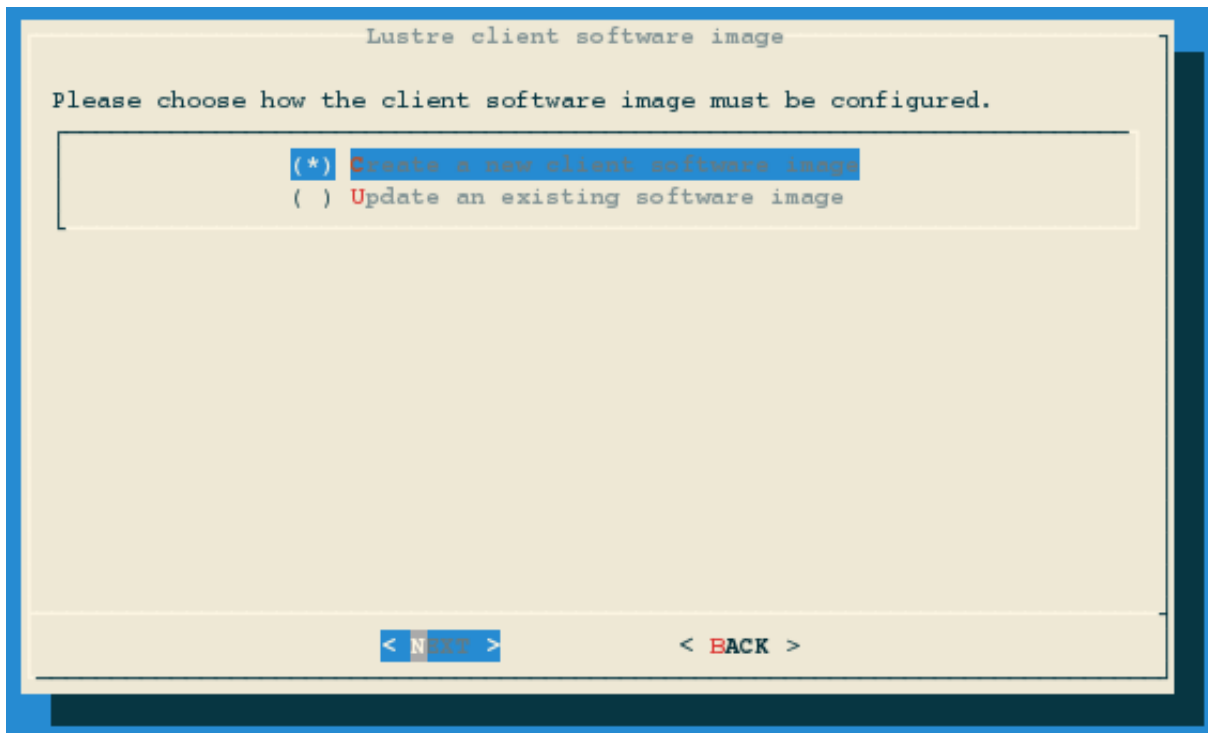 Lustre client software image
Please choose how the client software image must be configured.
(*) Create a new client software image
( ) Update an existing software image
< NEXT > < BACK >